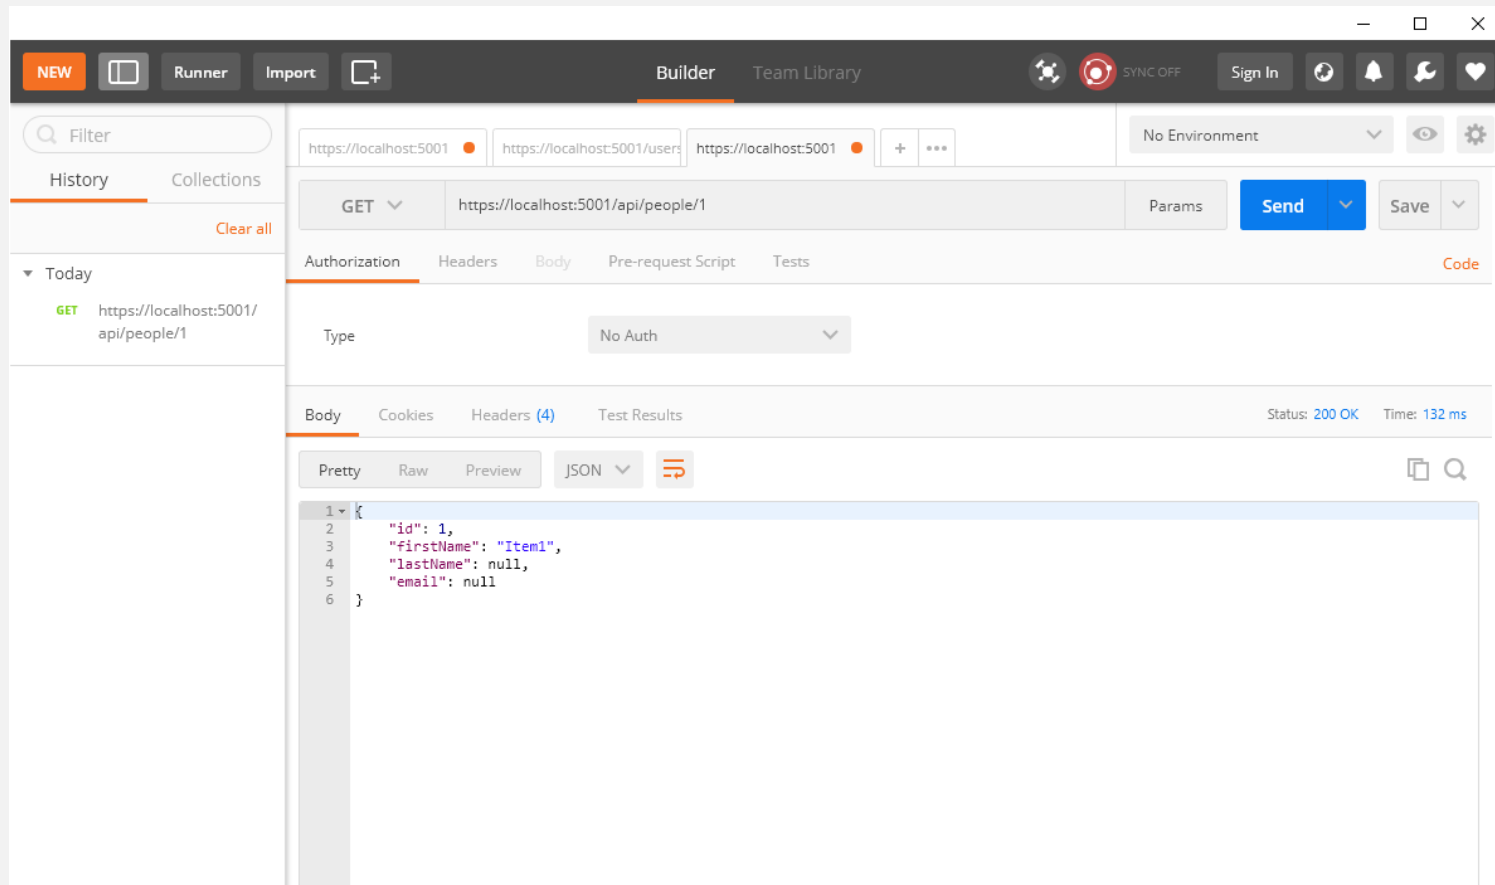 NEW
Runner
Import
Builder
Team Library
SYNC OFF
Sign In
Filter
History
Collections
Clear all
Today
GET
https://localhost:5001/
api/people/1
https://localhost:5001
https://localhost:5001/users
https://localhost:5001
+
No Environment
GET
https://localhost:5001/api/people/1
Params
Send
Save
Authorization
Headers
Body
Pre-request Script
Tests
Code
Type
No Auth
Body
Cookies
Headers (4)
Test Results
Status: 200 OK
Time: 132 ms
Pretty
Raw
Preview
JSON
1 {
2 "id": 1,
3 "firstName": "Item1",
4 "lastName": null,
5 "email": null
6 }